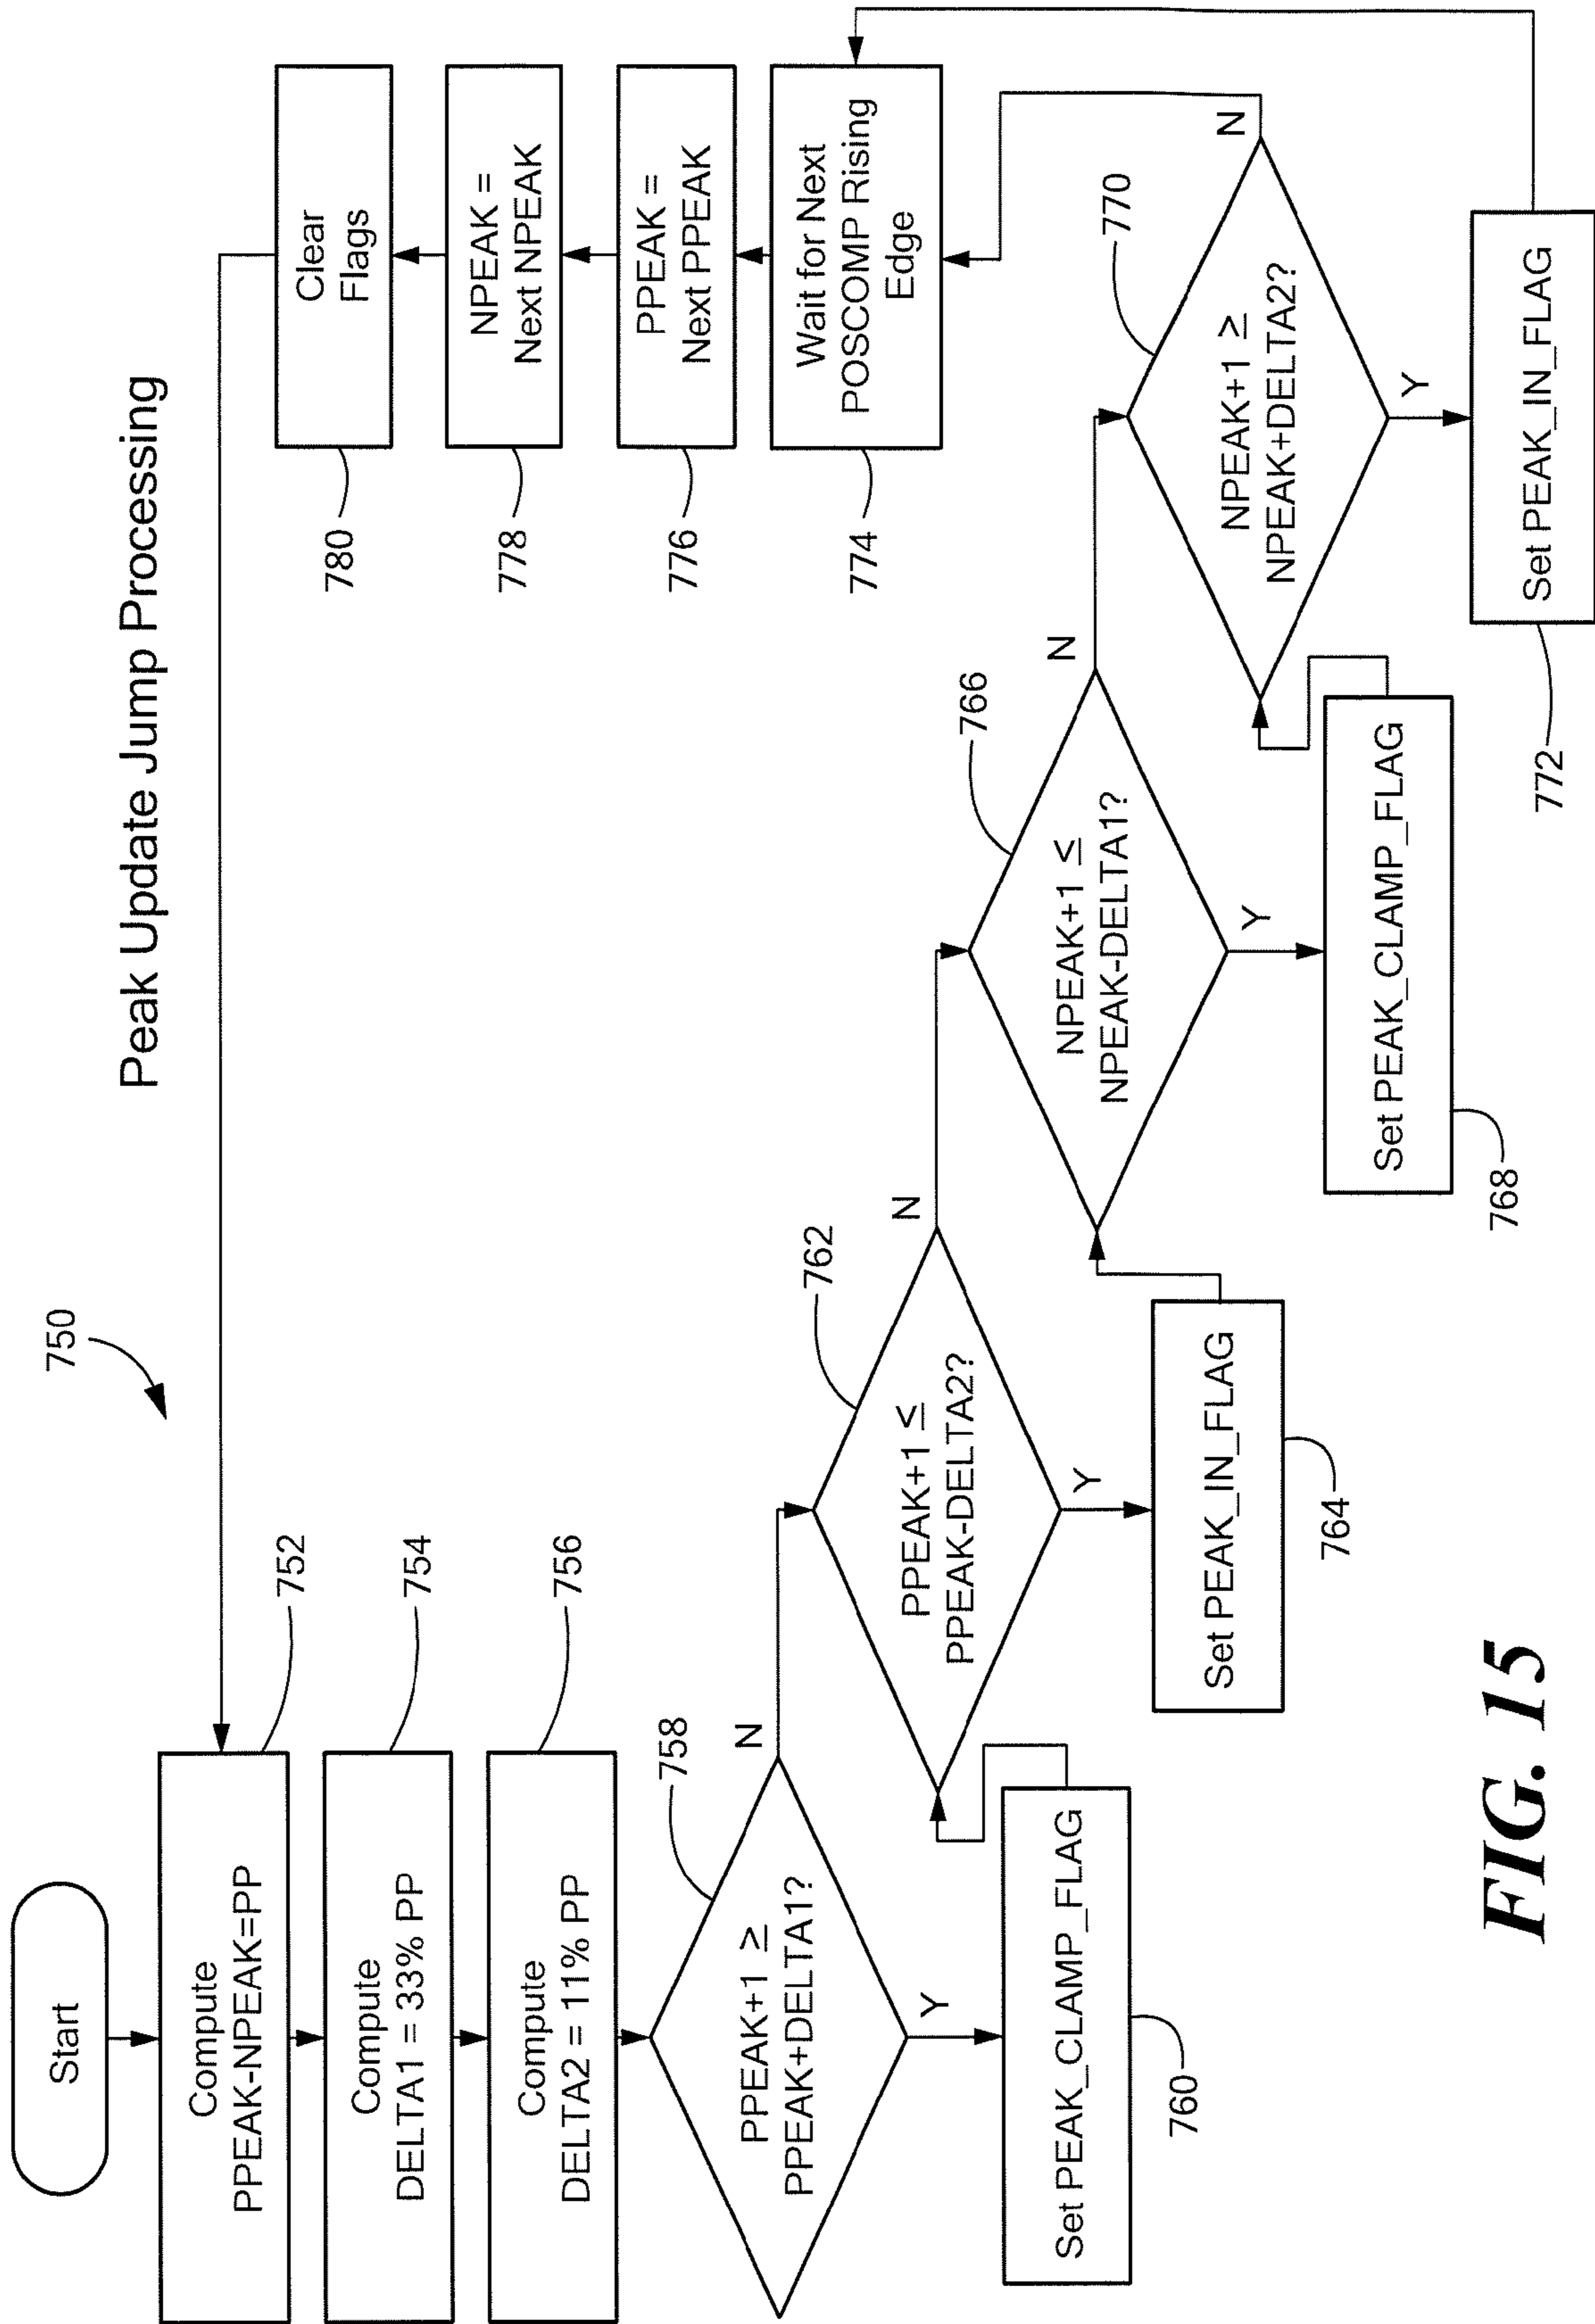 Peak Update Jump Processing
750
Start
Compute
PPEAK-NPEAK=PP
752
Compute
DELTA1 = 33% PP
754
Compute
DELTA2 = 11% PP
756
PPEAK+1 ≥
PPEAK+DELTA1?
758
N
Y
Set PEAK_CLAMP_FLAG
760
PPEAK+1 ≤
PPEAK-DELTA2?
762
N
Y
Set PEAK_IN_FLAG
764
NPEAK+1 ≤
NPEAK-DELTA1?
766
N
Y
Set PEAK_CLAMP_FLAG
768
NPEAK+1 ≥
NPEAK+DELTA2?
770
N
Y
Set PEAK_IN_FLAG
772
Wait for Next
POSCOMP Rising
Edge
774
PPEAK =
Next PPEAK
776
NPEAK =
Next NPEAK
778
Clear
Flags
780
FIG. 15